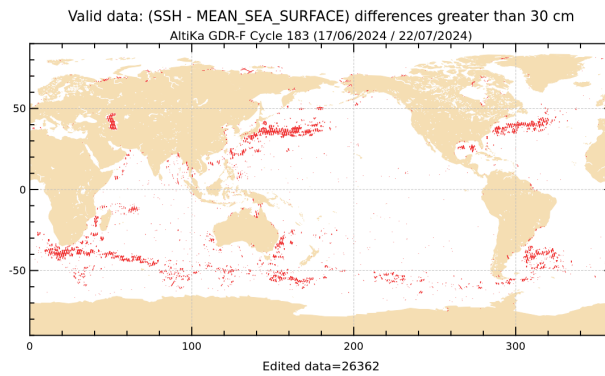 Valid data: (SSH - MEAN_SEA_SURFACE) differences greater than 30 cm
AltiKa GDR-F Cycle 183 (17/06/2024 / 22/07/2024)
50
0
-50
0
100
200
300
Edited data=26362